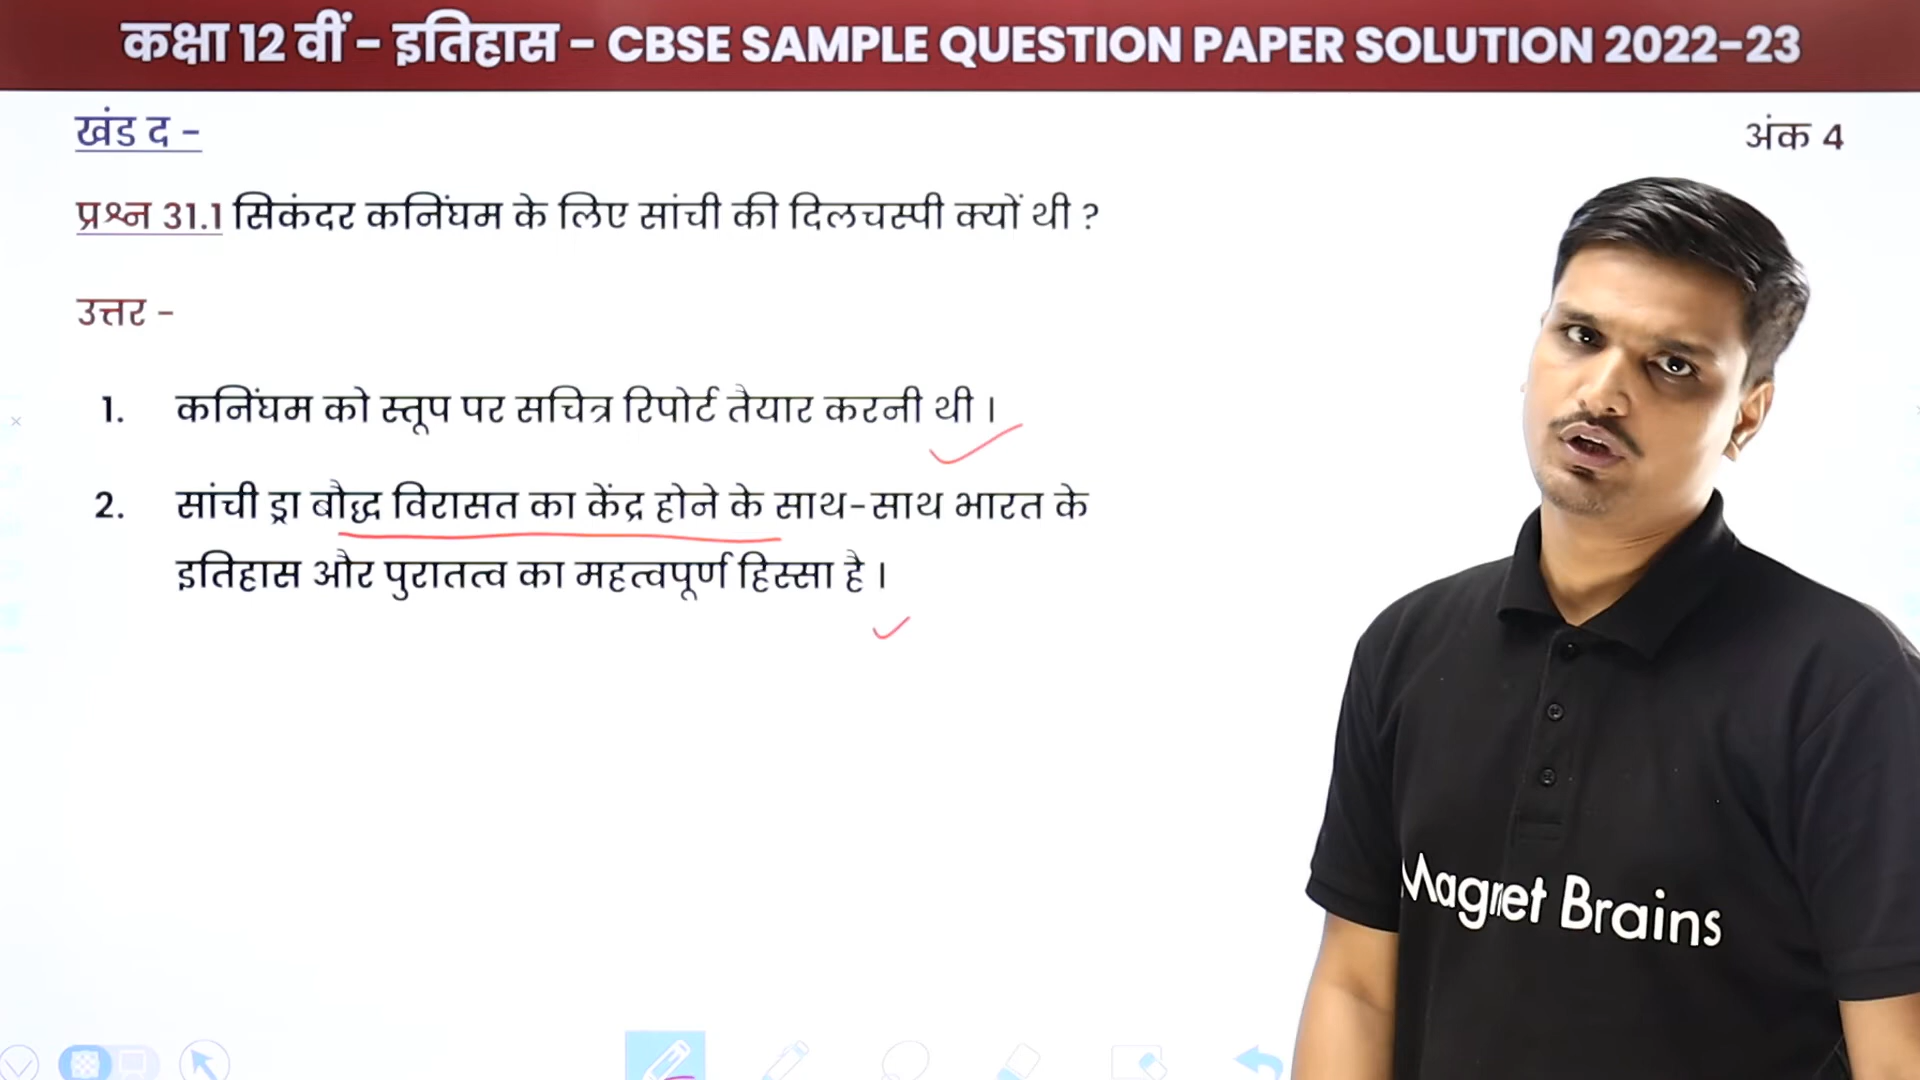 कक्षा 12 वीं - इतिहास - CBSE SAMPLE QUESTION PAPER SOLUTION 2022-23
खंड द -
अंक 4
प्रश्न 31.1 सिकंदर कनिंघम के लिए सांची की दिलचस्पी क्यों थी ?
उत्तर -
1. कनिंघम को स्तूप पर सचित्र रिपोर्ट तैयार करनी थी ।
2. सांची ड्रा बौद्ध विरासत का केंद्र होने के साथ-साथ भारत के
इतिहास और पुरातत्व का महत्वपूर्ण हिस्सा है ।
Magnet Brains